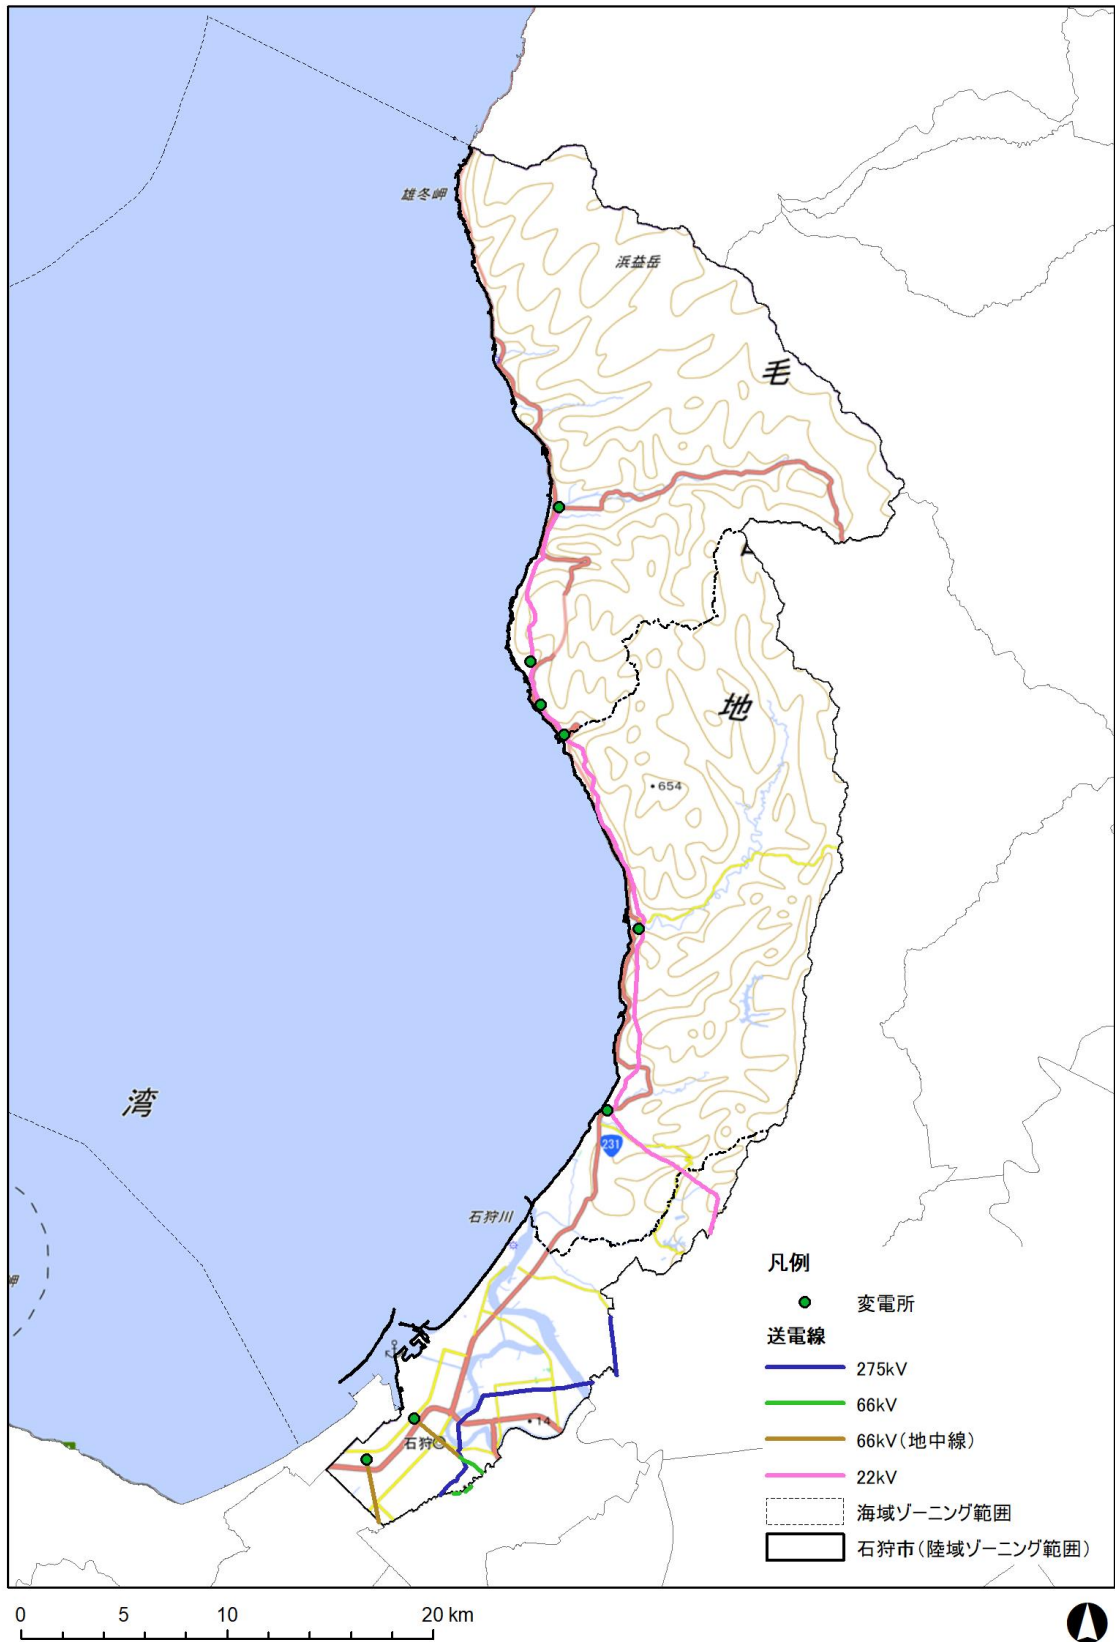 雄冬岬
浜益岳
毛
地
・654
湾
231
石狩川
岬
・14
石狩
凡例
変電所
送電線
275kV
66kV
66kV(地中線)
22kV
海域ゾーニング範囲
石狩市(陸域ゾーニング範囲)
0 5 10 20 km